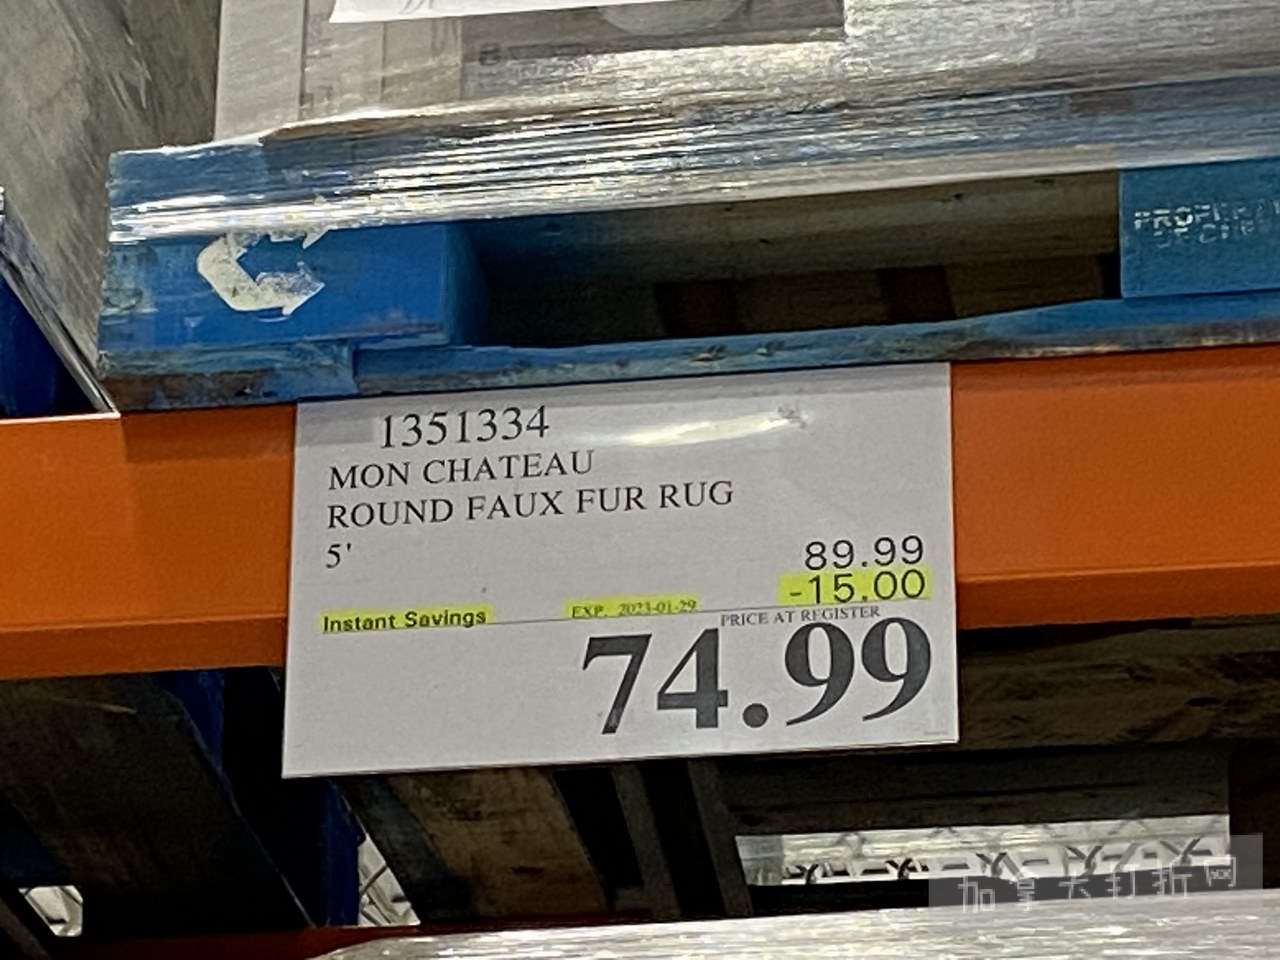 PROPERTY
1351334
MON CHATEAU
ROUND FAUX FUR RUG
5'
89.99
-15.00
Instant Savings EXP. 2023-01-29
PRICE AT REGISTER
74.99
加拿大打折网